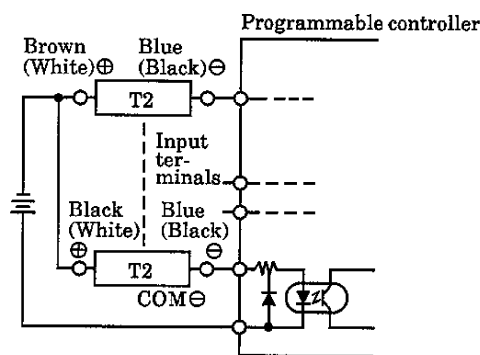 Programmable controller
Brown Blue
(White)⊕ (Black)⊖
T2
Input
ter-
minals
Black Blue
(White) (Black)
⊕ ⊖
T2
COM⊖